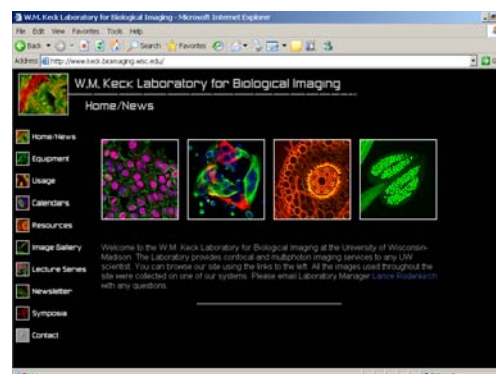 W.M. Keck Laboratory for Biological Imaging - Microsoft Internet Explorer
File Edit View Favorites Tools Help
Back Search Favorites
Address http://www.keck.bioimaging.wisc.edu/
W.M. Keck Laboratory for Biological Imaging
Home/News
Home/News
Equipment
Usage
Calendars
Resources
Image Gallery
Lecture Series
Newsletter
Symposia
Contact
Welcome to the W.M. Keck Laboratory for Biological Imaging at the University of Wisconsin-
Madison. The Laboratory provides confocal and multiphoton imaging services to any UW
scientist. You can browse our site using the links to the left. All the images used throughout the
site were collected on one of our systems. Please email Laboratory Manager Lance Rodenkirch
with any questions.